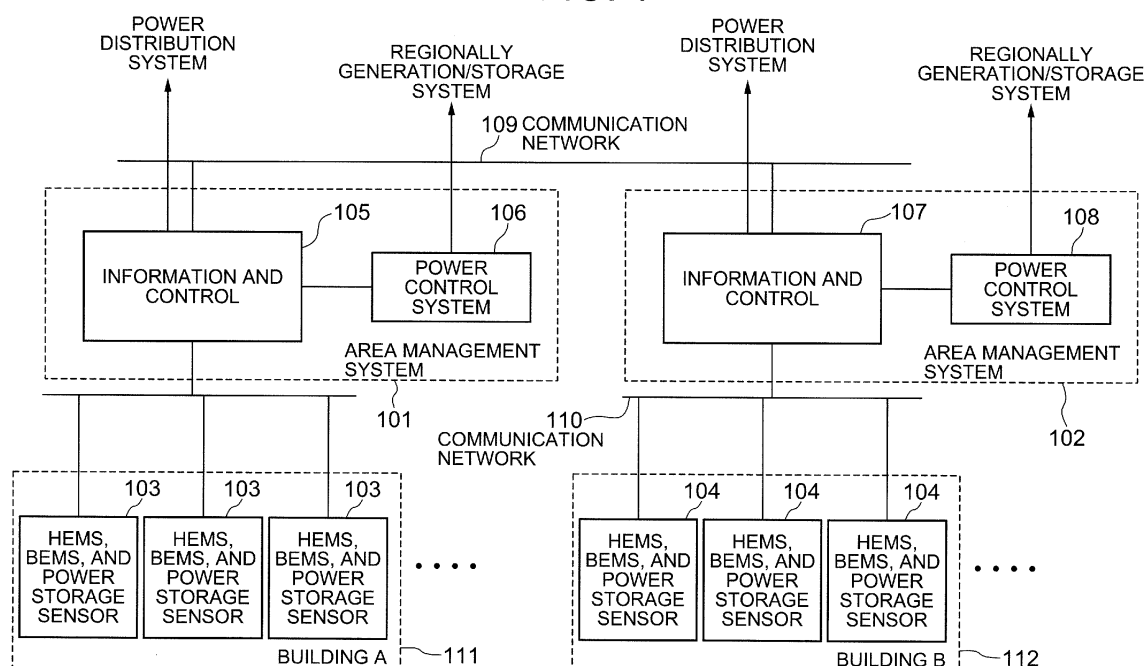 POWER
DISTRIBUTION
SYSTEM
REGIONALLY
GENERATION/STORAGE
SYSTEM
POWER
DISTRIBUTION
SYSTEM
REGIONALLY
GENERATION/STORAGE
SYSTEM
109 COMMUNICATION
NETWORK
105
106
INFORMATION AND
CONTROL
POWER
CONTROL
SYSTEM
AREA MANAGEMENT
SYSTEM
101
107
108
INFORMATION AND
CONTROL
POWER
CONTROL
SYSTEM
AREA MANAGEMENT
SYSTEM
102
110
COMMUNICATION
NETWORK
103
103
103
HEMS,
BEMS, AND
POWER
STORAGE
SENSOR
HEMS,
BEMS, AND
POWER
STORAGE
SENSOR
HEMS,
BEMS, AND
POWER
STORAGE
SENSOR
BUILDING A
111
104
104
104
HEMS,
BEMS, AND
POWER
STORAGE
SENSOR
HEMS,
BEMS, AND
POWER
STORAGE
SENSOR
HEMS,
BEMS, AND
POWER
STORAGE
SENSOR
BUILDING B
112